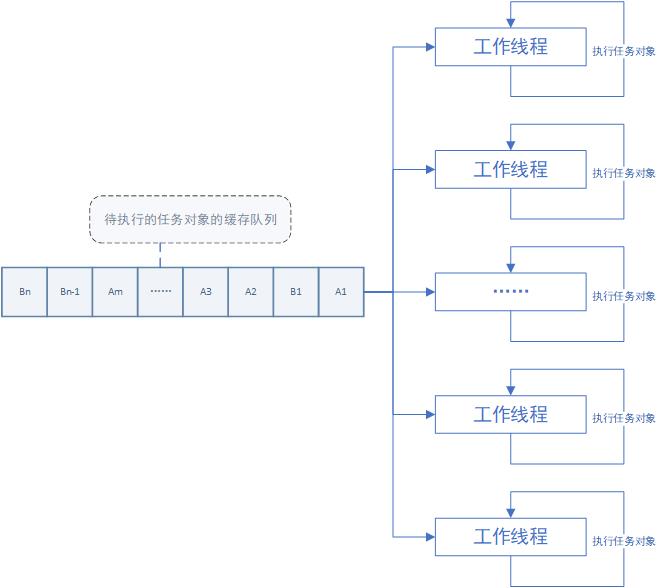 工作线程
执行任务对象
工作线程
执行任务对象
待执行的任务对象的缓存队列
Bn
Bn-1
Am
······
A3
A2
B1
A1
······
执行任务对象
工作线程
执行任务对象
工作线程
执行任务对象